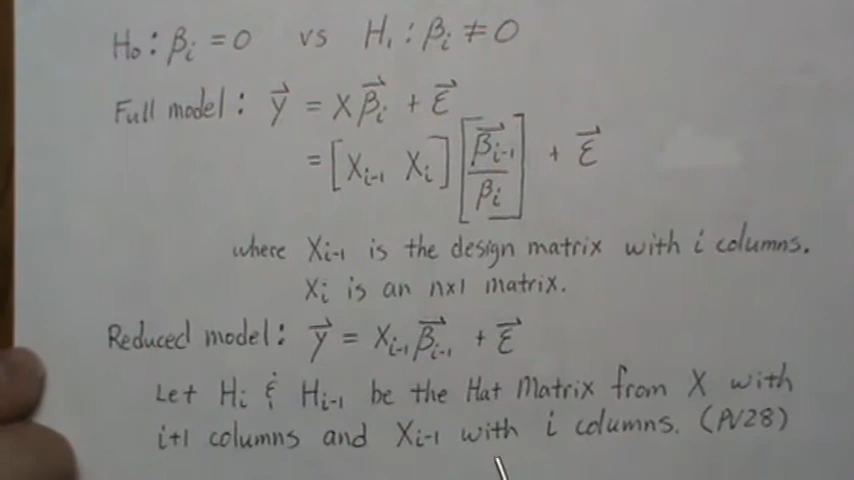 H₀ : βᵢ = 0 vs H₁ : βᵢ ≠ 0
Full model : y⃗ = X β⃗ᵢ + ε⃗
= [Xᵢ₋₁ Xᵢ] [β⃗ᵢ₋₁ / βᵢ] + ε⃗
where Xᵢ₋₁ is the design matrix with i columns.
Xᵢ is an n×1 matrix.
Reduced model : y⃗ = Xᵢ₋₁ β⃗ᵢ₋₁ + ε⃗
Let Hᵢ & Hᵢ₋₁ be the Hat Matrix from X with
i+1 columns and Xᵢ₋₁ with i columns. (PV28)